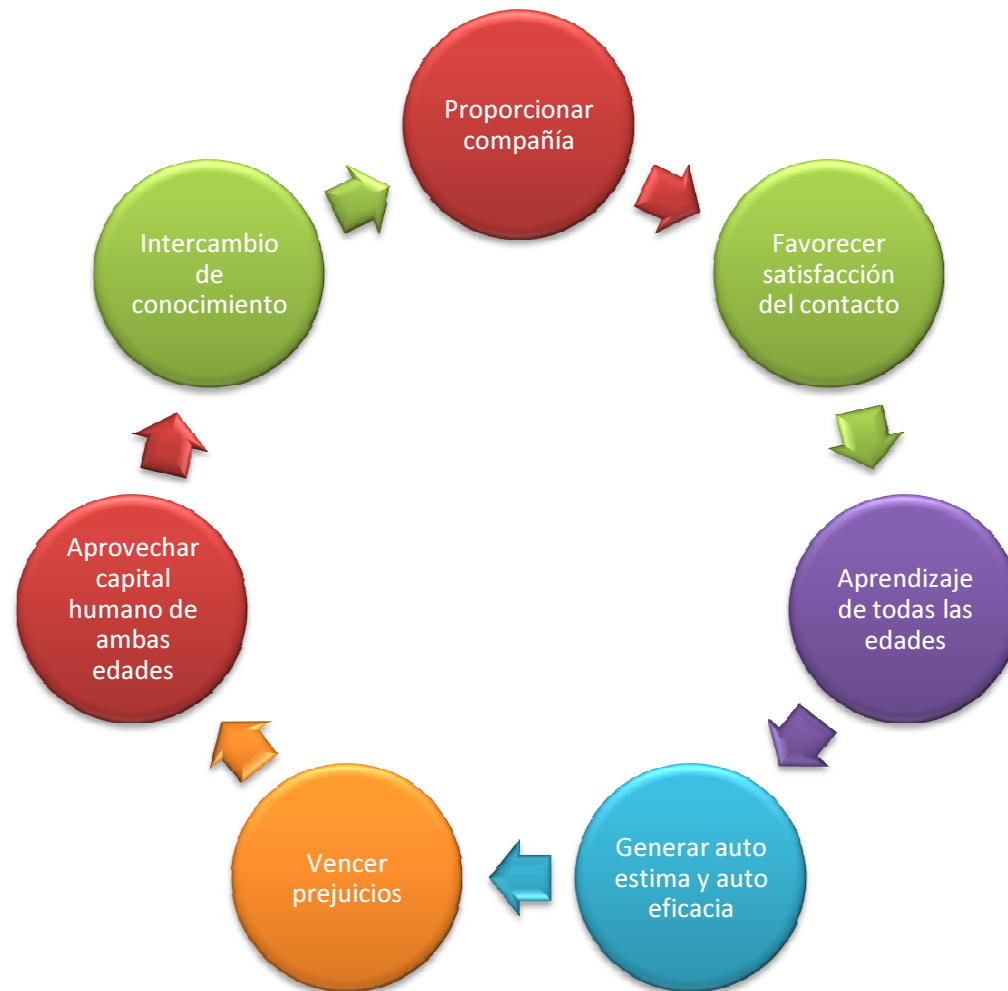 Proporcionar
compañía
Favorecer
satisfacción
del contacto
Aprendizaje
de todas las
edades
Generar auto
estima y auto
eficacia
Vencer
prejuicios
Aprovechar
capital
humano de
ambas
edades
Intercambio
de
conocimiento